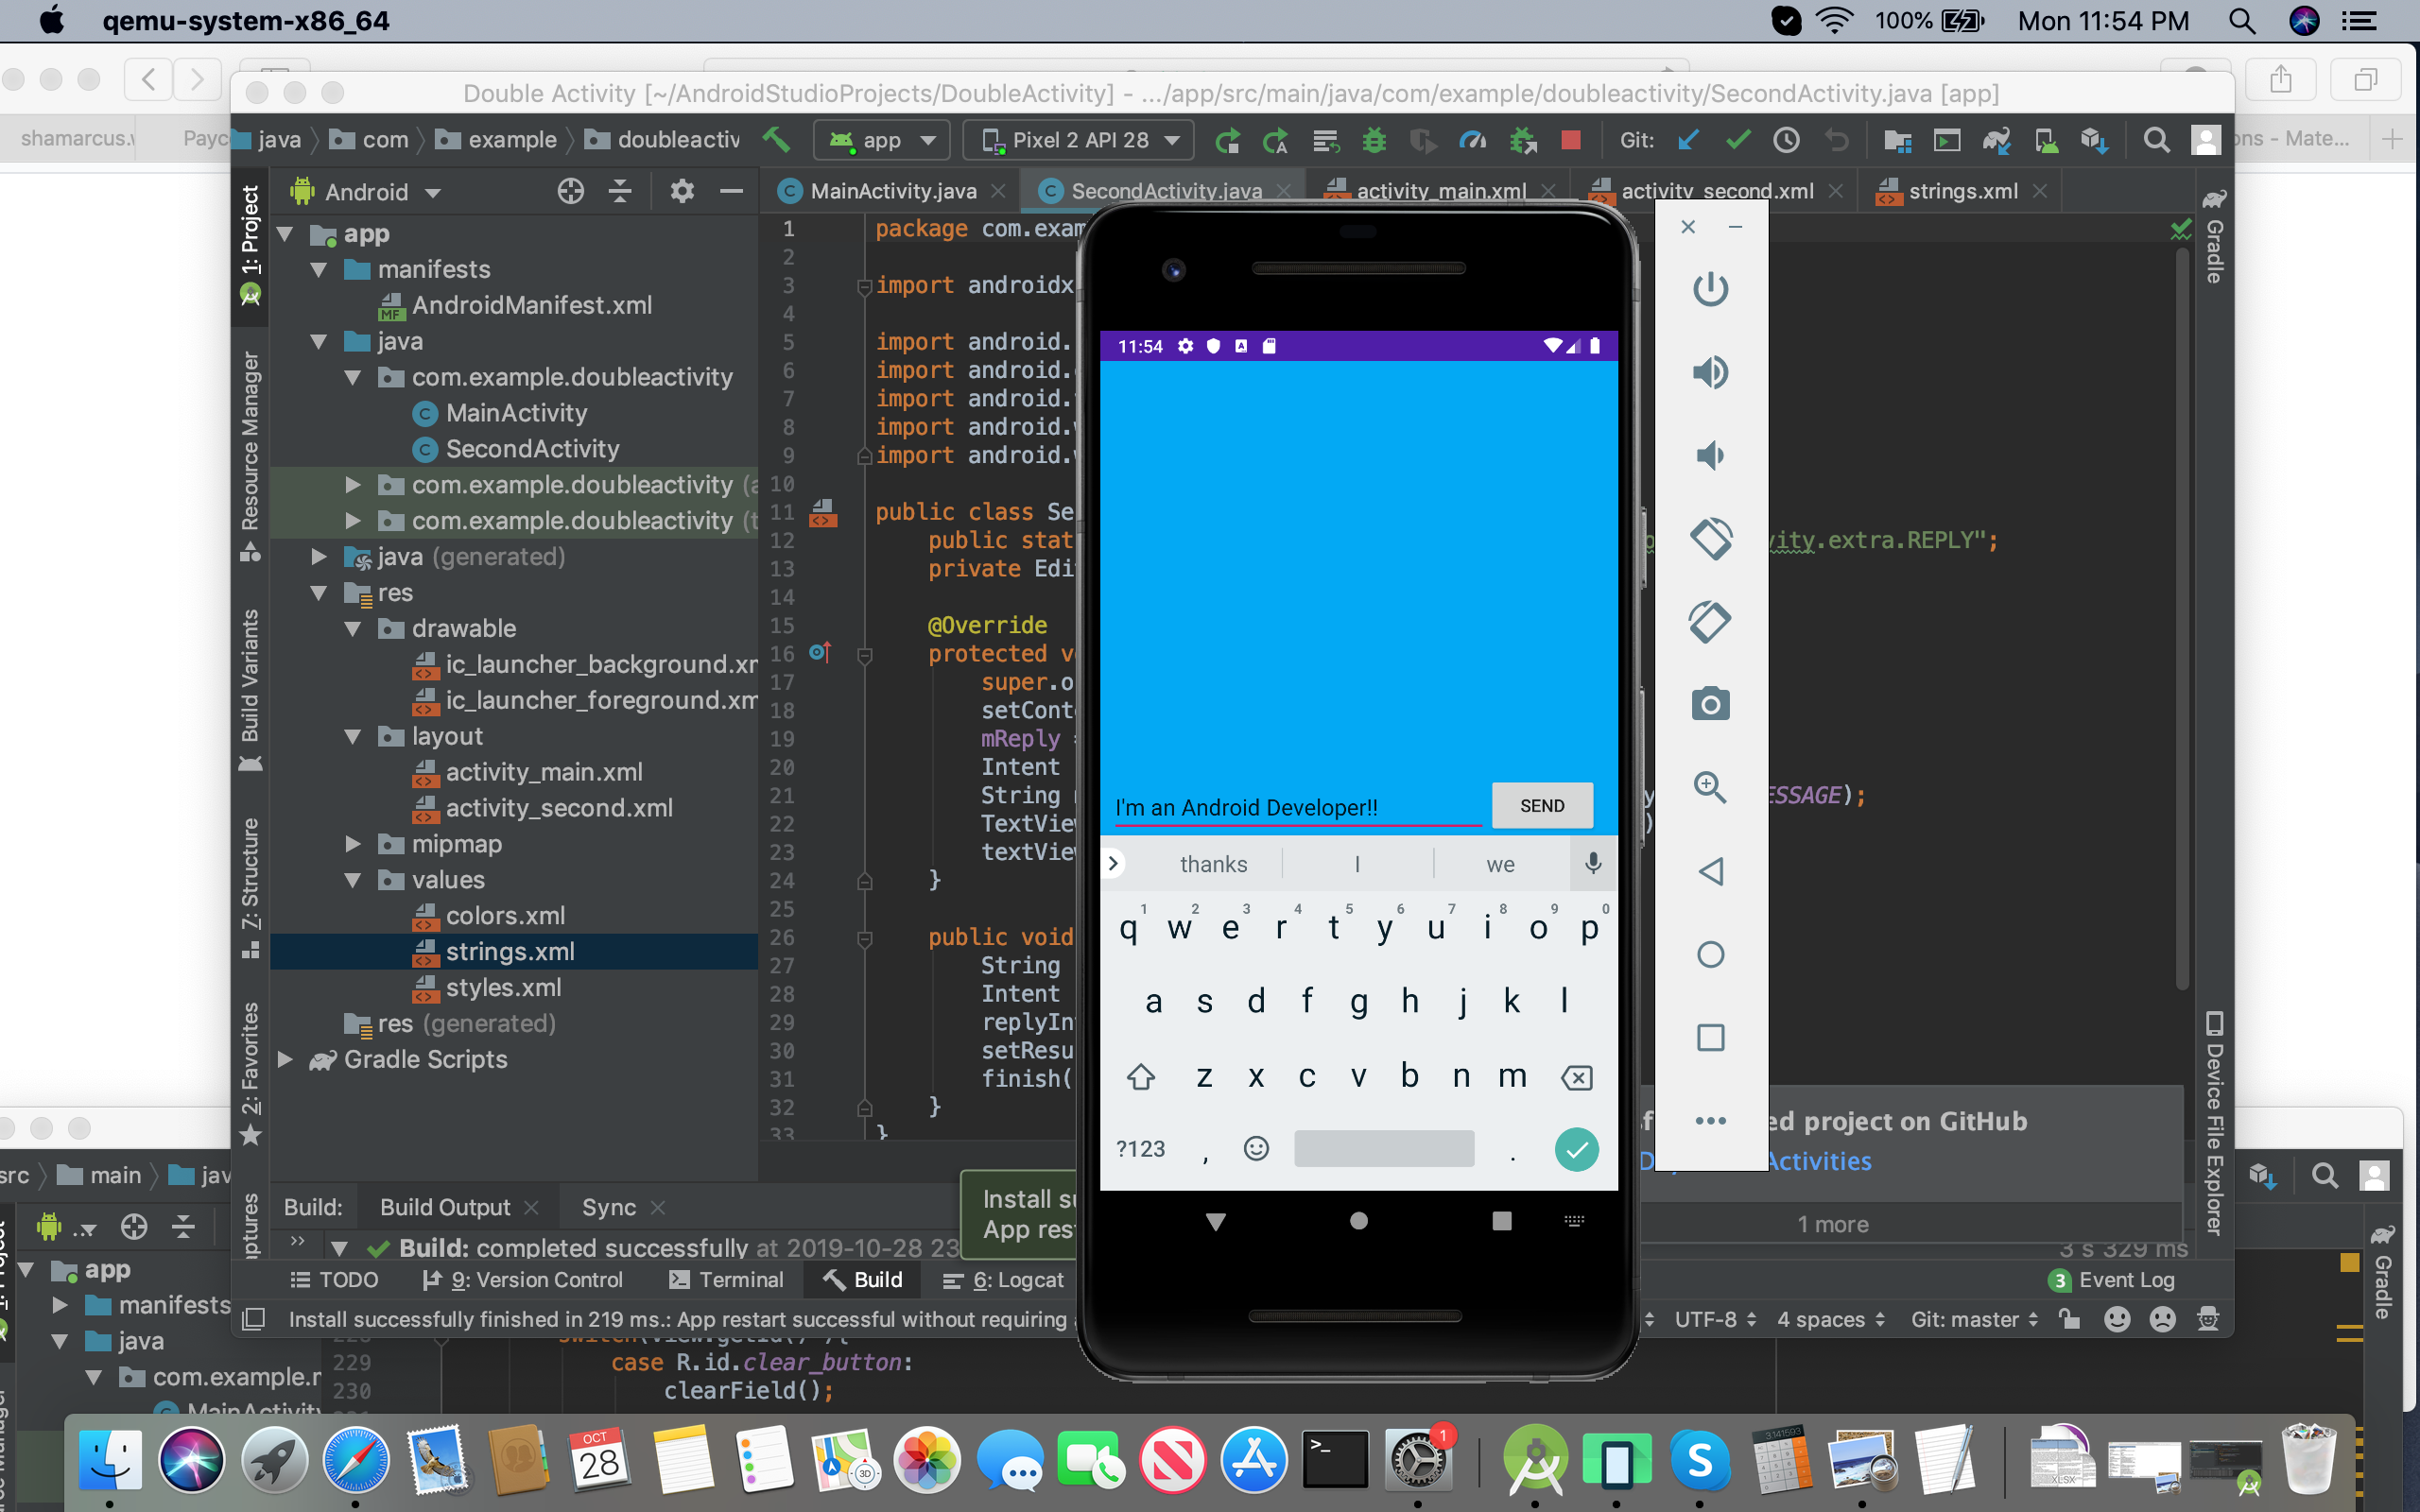 qemu-system-x86_64
100%
Mon 11:54 PM
Double Activity [~/AndroidStudioProjects/DoubleActivity] - .../app/src/main/java/com/example/doubleactivity/SecondActivity.java [app]
java com example doubleactiv
app
Pixel 2 API 28
Git:
ons - Mate...
Android
MainActivity.java
SecondActivity.java
activity_main.xml
activity_second.xml
strings.xml
1: Project
Resource Manager
Build Variants
7: Structure
2: Favorites
ptures
Gradle
Device File Explorer
app
manifests
AndroidManifest.xml
java
com.example.doubleactivity
MainActivity
SecondActivity
com.example.doubleactivity (a
com.example.doubleactivity (t
java (generated)
res
drawable
ic_launcher_background.xm
ic_launcher_foreground.xm
layout
activity_main.xml
activity_second.xml
mipmap
values
colors.xml
strings.xml
styles.xml
res (generated)
Gradle Scripts
1 package com.exam
2
3 import androidx
4
5 import android.
6 import android.
7 import android.
8 import android.
9 import android.
10
11 public class Se
12 public stat ity.extra.REPLY";
13 private Edi
14
15 @Override
16 protected v
17 super.o
18 setCont
19 mReply =
20 Intent
21 String ESSAGE);
22 TextView )
23 textView
24 }
25
26 public void
27 String
28 Intent
29 replyIn
30 setResu
31 finish(
32 }
33 }
11:54
I'm an Android Developer!!
SEND
thanks I we
1 2 3 4 5 6 7 8 9 0
q w e r t y u i o p
a s d f g h j k l
z x c v b n m
?123 , .
ed project on GitHub
Activities
1 more
Install su
App rest
Build: Build Output Sync
Build: completed successfully at 2019-10-28 23
3 s 329 ms
TODO 9: Version Control Terminal Build 6: Logcat
3 Event Log
Install successfully finished in 219 ms.: App restart successful without requiring
UTF-8 4 spaces Git: master
src main jav
app
manifests
java
com.example.r
MainActivity
229 case R.id.clear_button:
230 clearField();
Gradle
OCT
28
3D
1
3.141593
S
XLSX